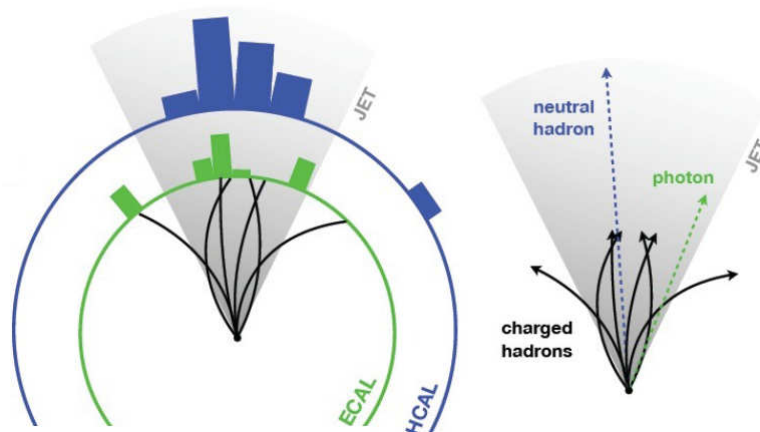 JET
ECAL
HCAL
neutral
hadron
photon
JET
charged
hadrons